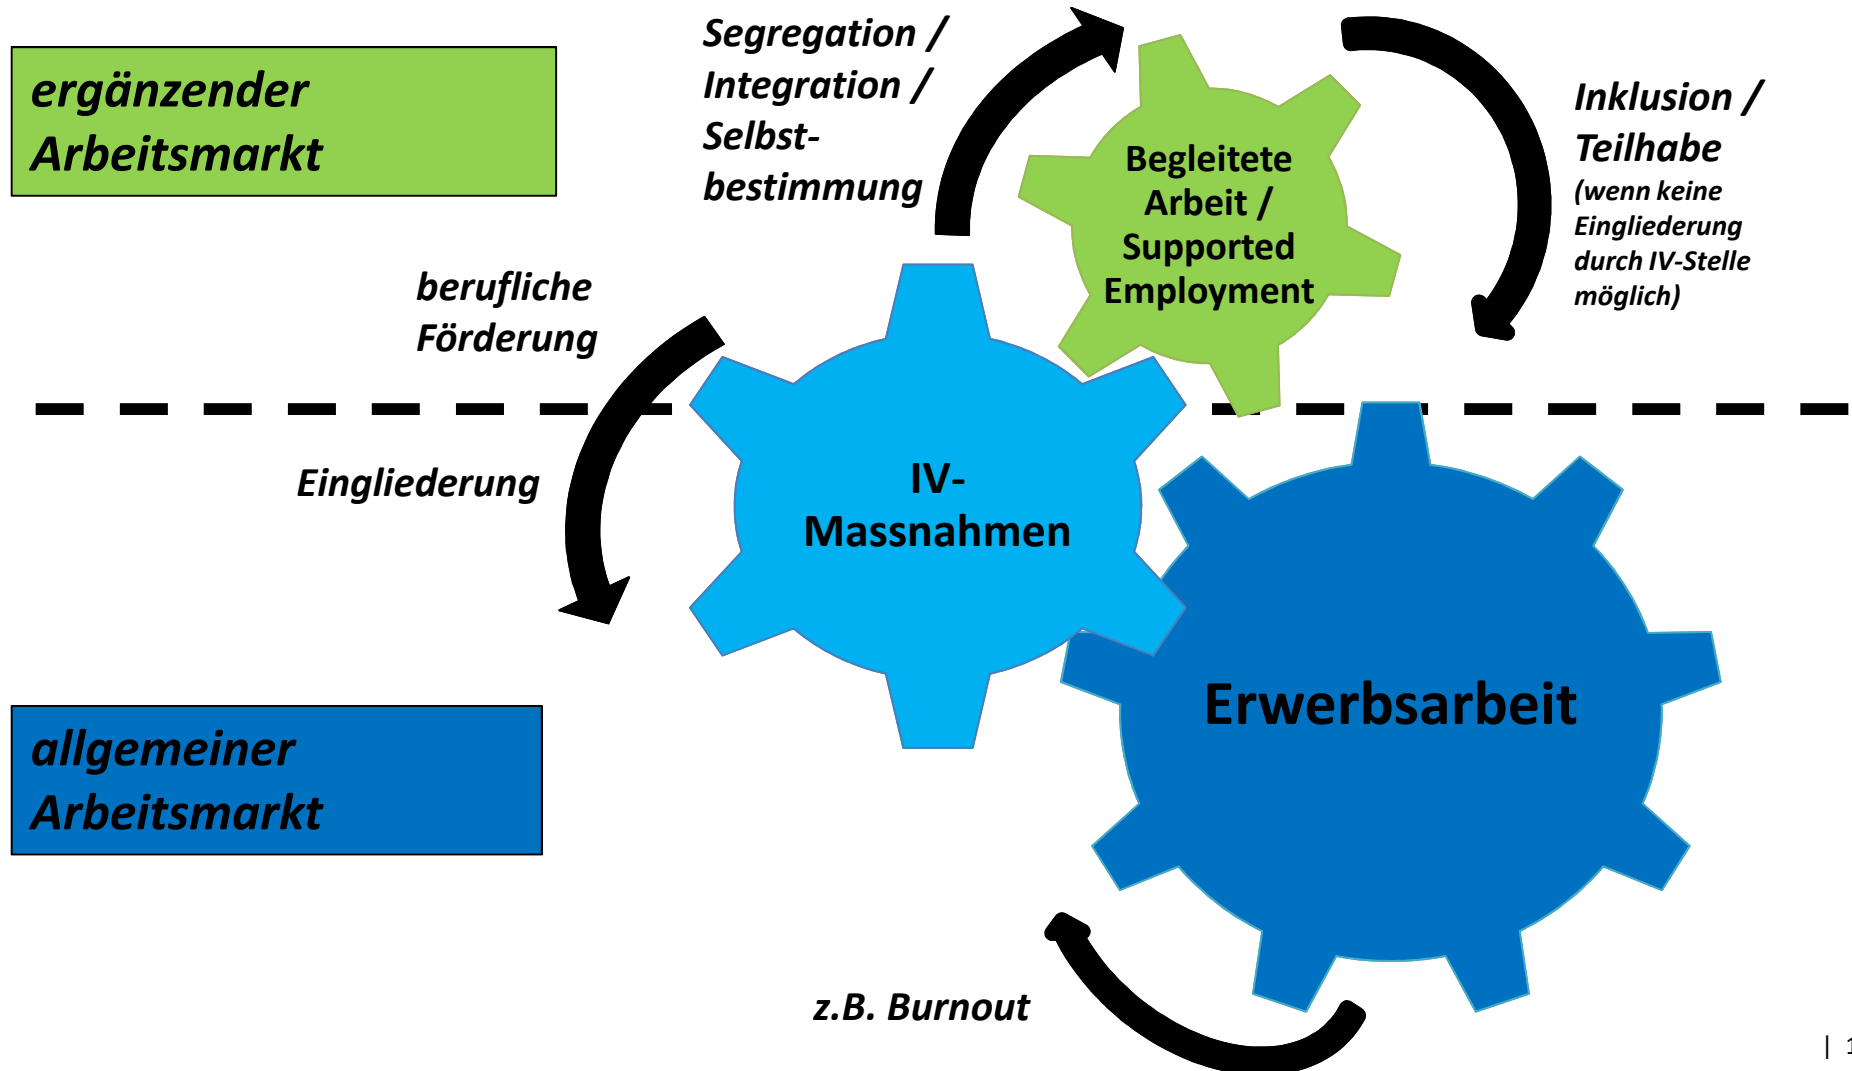 ergänzender
Arbeitsmarkt
Segregation /
Integration /
Selbst-
bestimmung
Begleitete
Arbeit /
Supported
Employment
Inklusion /
Teilhabe
(wenn keine
Eingliederung
durch IV-Stelle
möglich)
berufliche
Förderung
Eingliederung
IV-
Massnahmen
Erwerbsarbeit
allgemeiner
Arbeitsmarkt
z.B. Burnout
| 1